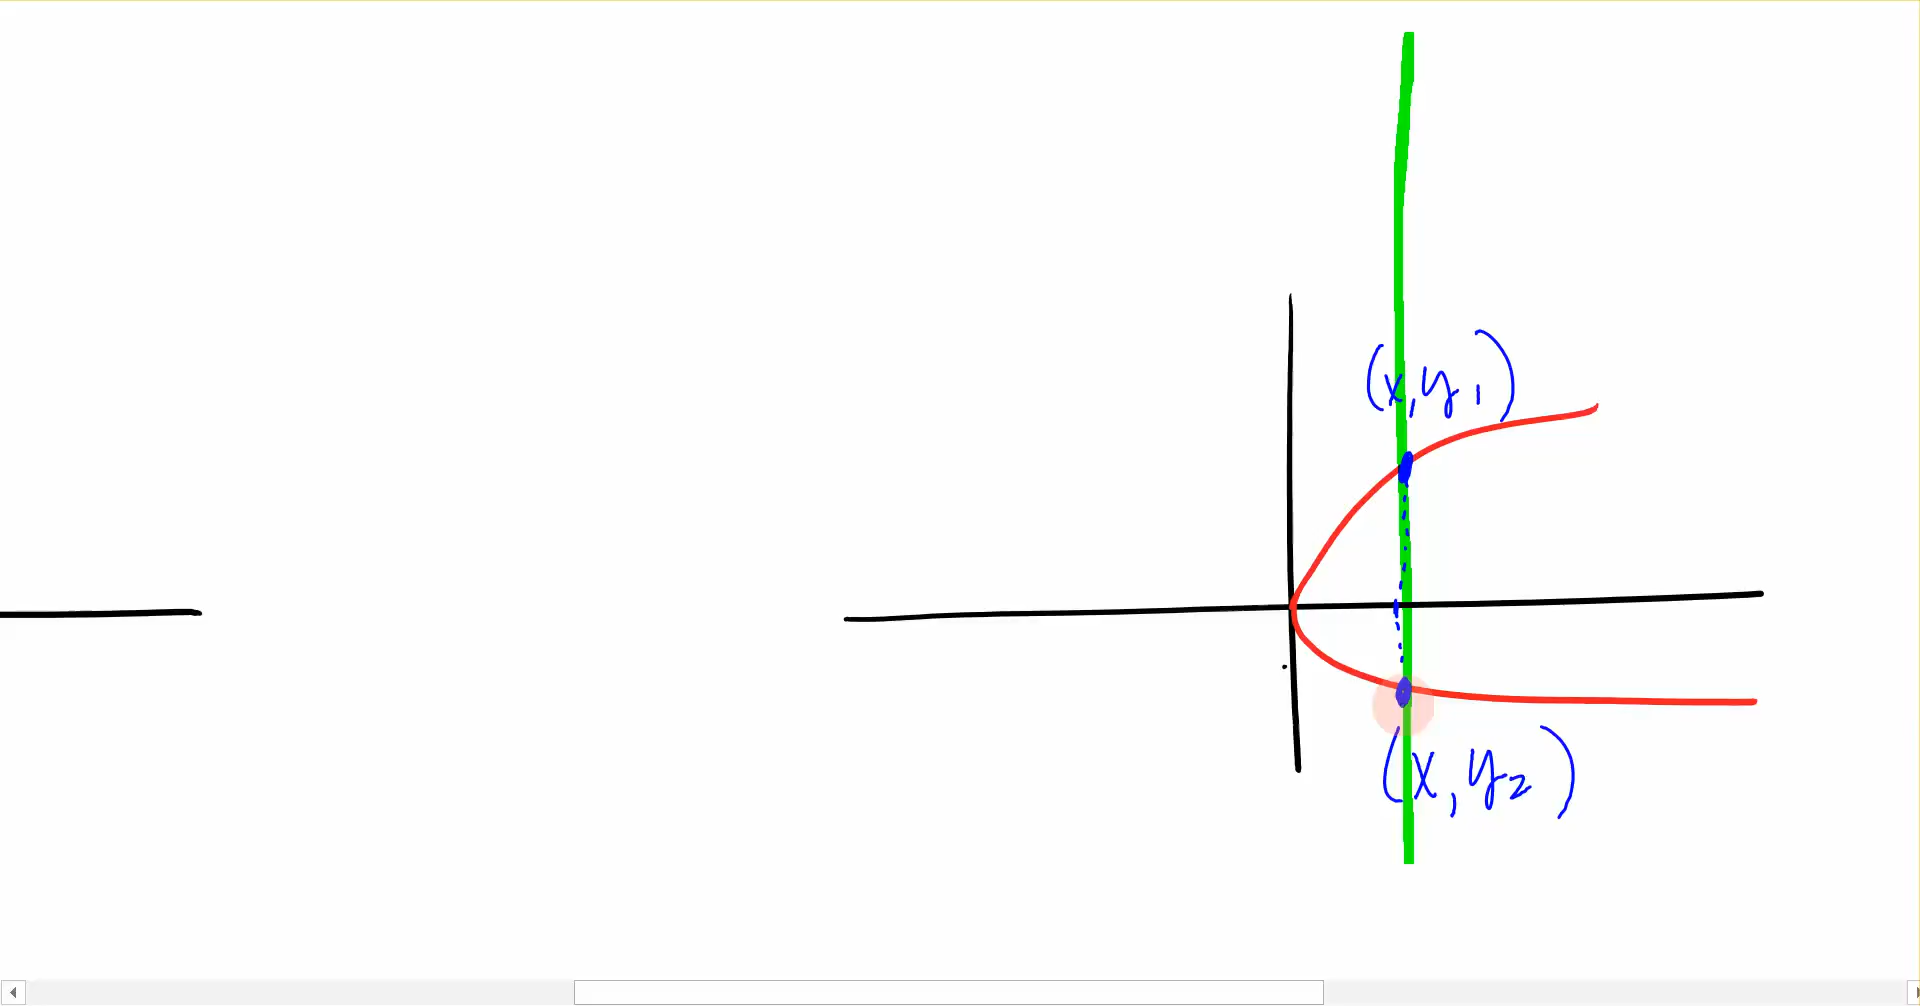 (x, y₁)
(x, y₂)